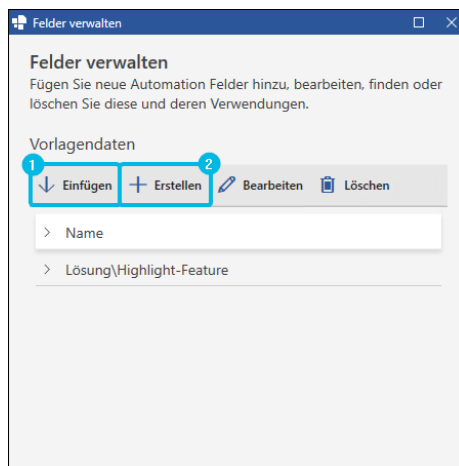 Felder verwalten
Felder verwalten
Fügen Sie neue Automation Felder hinzu, bearbeiten, finden oder
löschen Sie diese und deren Verwendungen.
Vorlagendaten
1 2
Einfügen Erstellen Bearbeiten Löschen
Name
Lösung\Highlight-Feature